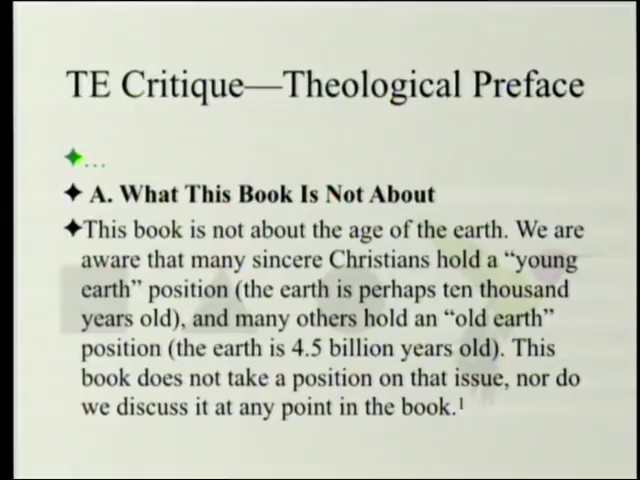 TE Critique—Theological Preface
…
A. What This Book Is Not About
This book is not about the age of the earth. We are
aware that many sincere Christians hold a “young
earth” position (the earth is perhaps ten thousand
years old), and many others hold an “old earth”
position (the earth is 4.5 billion years old). This
book does not take a position on that issue, nor do
we discuss it at any point in the book.¹